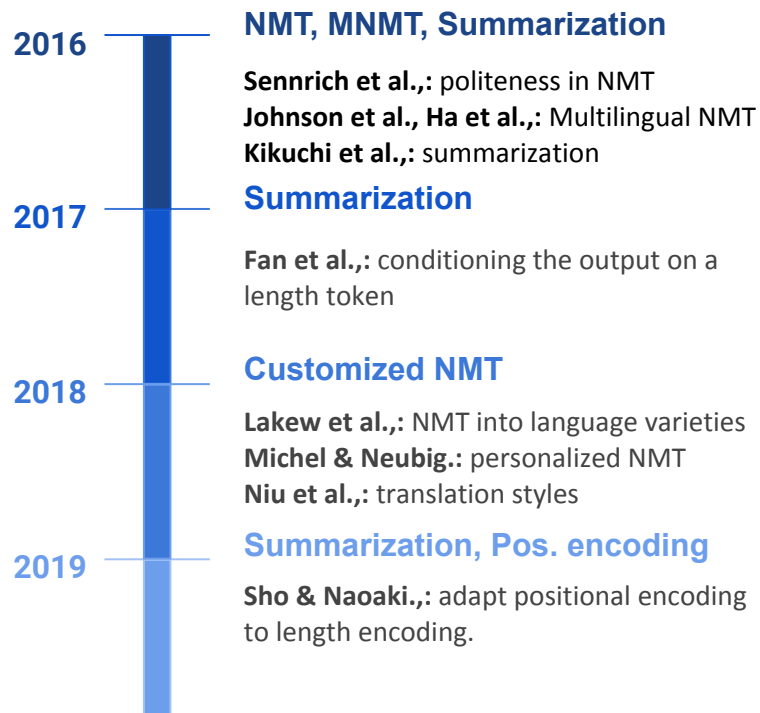 2016
NMT, MNMT, Summarization
Sennrich et al.,: politeness in NMT
Johnson et al., Ha et al.,: Multilingual NMT
Kikuchi et al.,: summarization
2017
Summarization
Fan et al.,: conditioning the output on a
length token
2018
Customized NMT
Lakew et al.,: NMT into language varieties
Michel & Neubig.: personalized NMT
Niu et al.,: translation styles
2019
Summarization, Pos. encoding
Sho & Naoaki.,: adapt positional encoding
to length encoding.